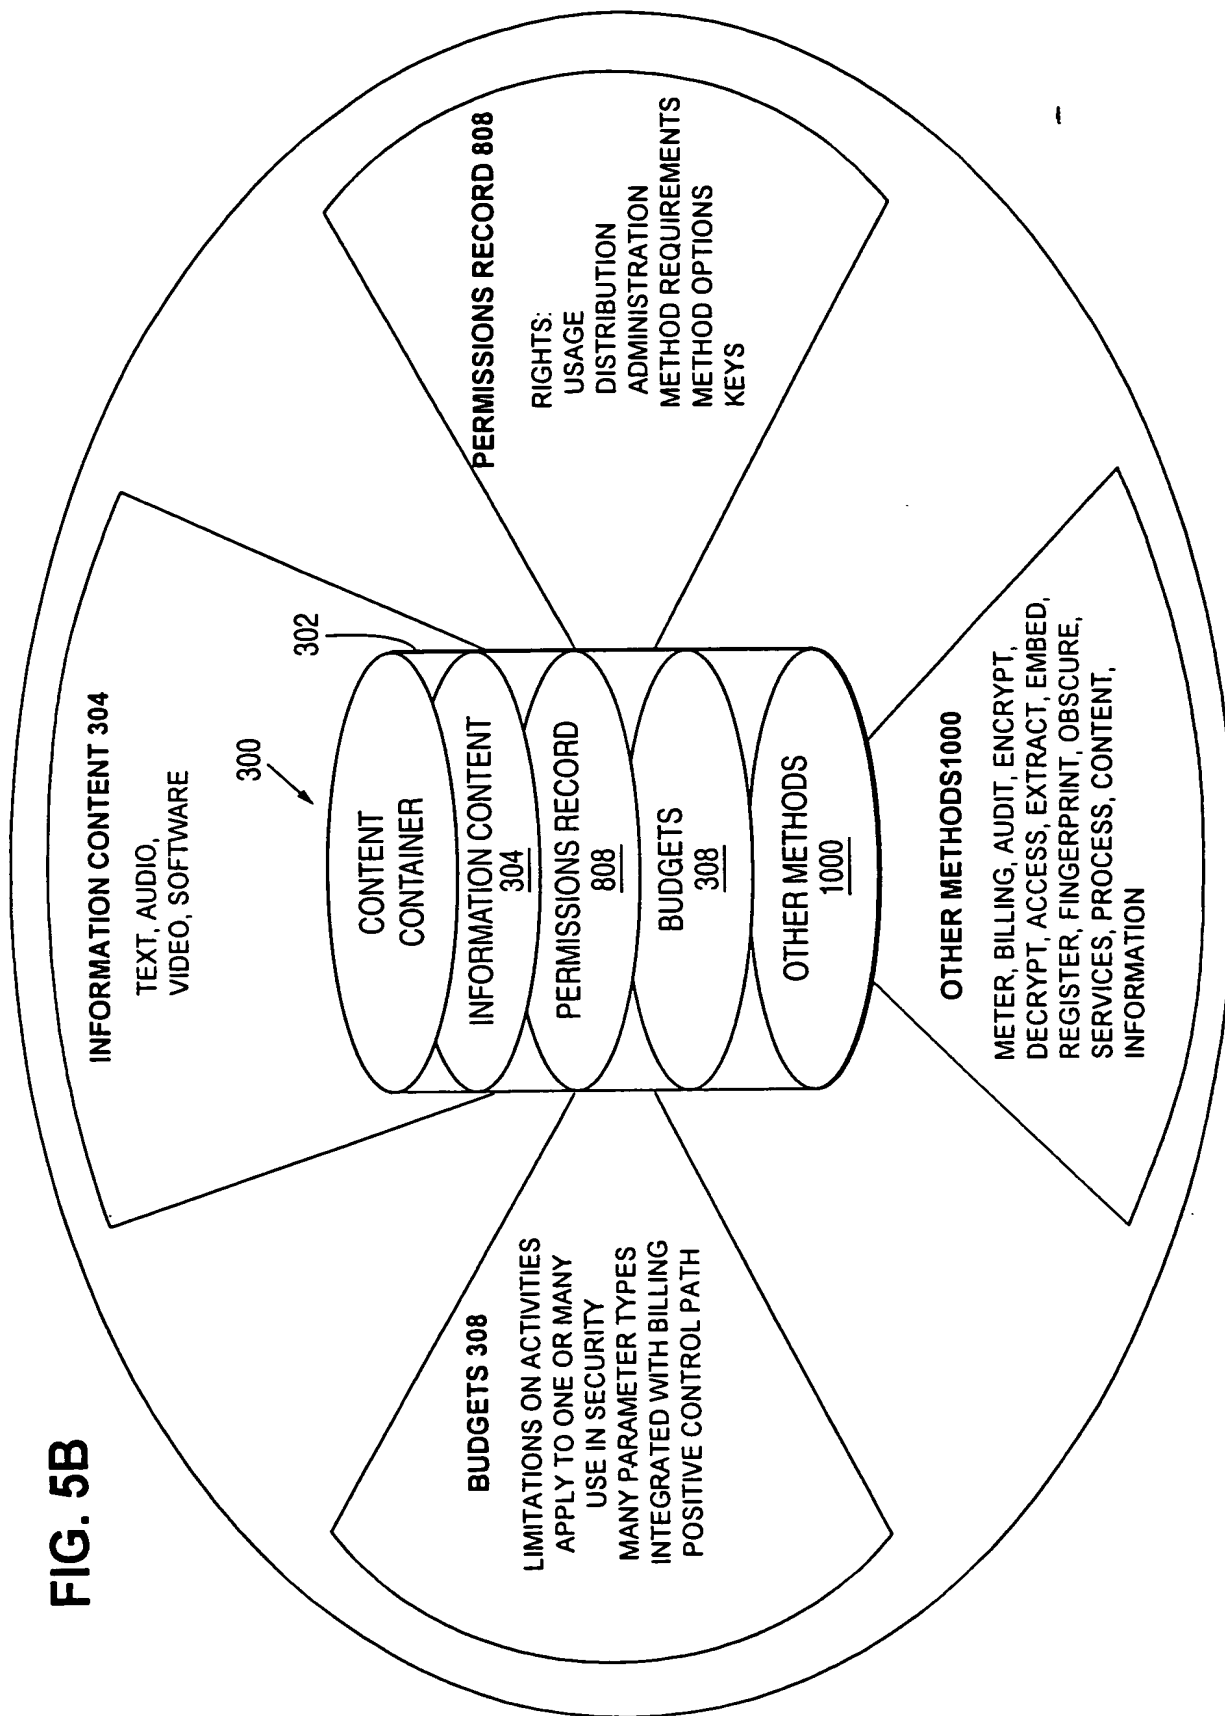 FIG. 5B
INFORMATION CONTENT 304
TEXT, AUDIO,
VIDEO, SOFTWARE
300
302
CONTENT
CONTAINER
INFORMATION CONTENT
304
PERMISSIONS RECORD
808
BUDGETS
308
OTHER METHODS
1000
BUDGETS 308
LIMITATIONS ON ACTIVITIES
APPLY TO ONE OR MANY
USE IN SECURITY
MANY PARAMETER TYPES
INTEGRATED WITH BILLING
POSITIVE CONTROL PATH
PERMISSIONS RECORD 808
RIGHTS:
USAGE
DISTRIBUTION
ADMINISTRATION
METHOD REQUIREMENTS
METHOD OPTIONS
KEYS
OTHER METHODS1000
METER, BILLING, AUDIT, ENCRYPT,
DECRYPT, ACCESS, EXTRACT, EMBED,
REGISTER, FINGERPRINT, OBSCURE,
SERVICES, PROCESS, CONTENT,
INFORMATION